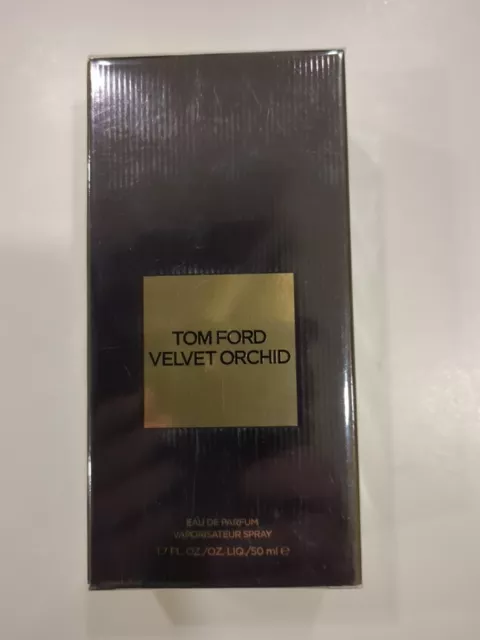 TOM FORD
VELVET ORCHID
EAU DE PARFUM
VAPORISATEUR SPRAY
1.7 FL.OZ./OZ.LIQ./50 ml ℮